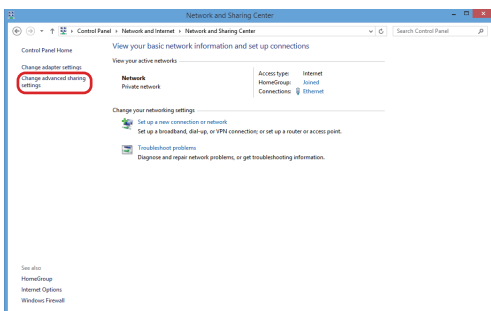 Network and Sharing Center
Control Panel › Network and Internet › Network and Sharing Center
Search Control Panel
Control Panel Home
Change adapter settings
Change advanced sharing
settings
View your basic network information and set up connections
View your active networks
Network
Private network
Access type: Internet
HomeGroup: Joined
Connections: Ethernet
Change your networking settings
Set up a new connection or network
Set up a broadband, dial-up, or VPN connection; or set up a router or access point.
Troubleshoot problems
Diagnose and repair network problems, or get troubleshooting information.
See also
HomeGroup
Internet Options
Windows Firewall